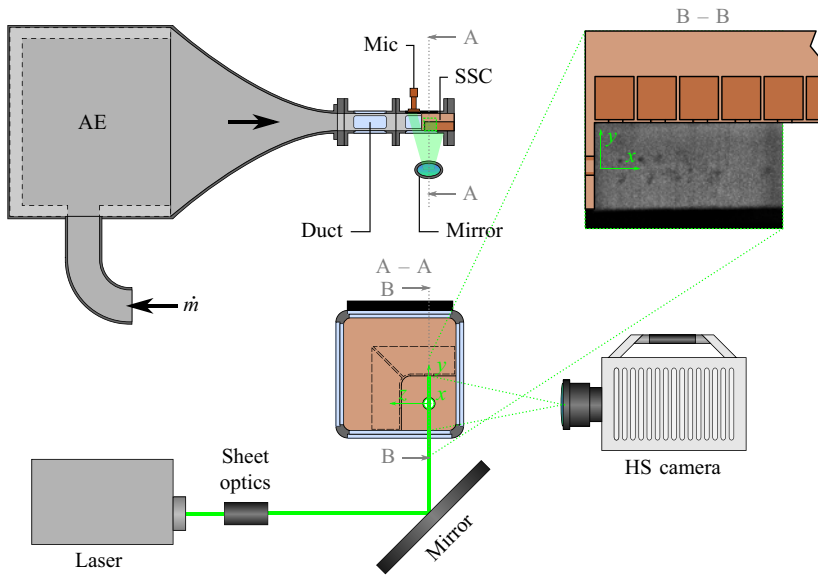 B – B
A
Mic
SSC
AE
y
x
A
Duct
Mirror
A – A
B
ṁ
y
z
x
B
HS camera
Sheet
optics
Mirror
Laser